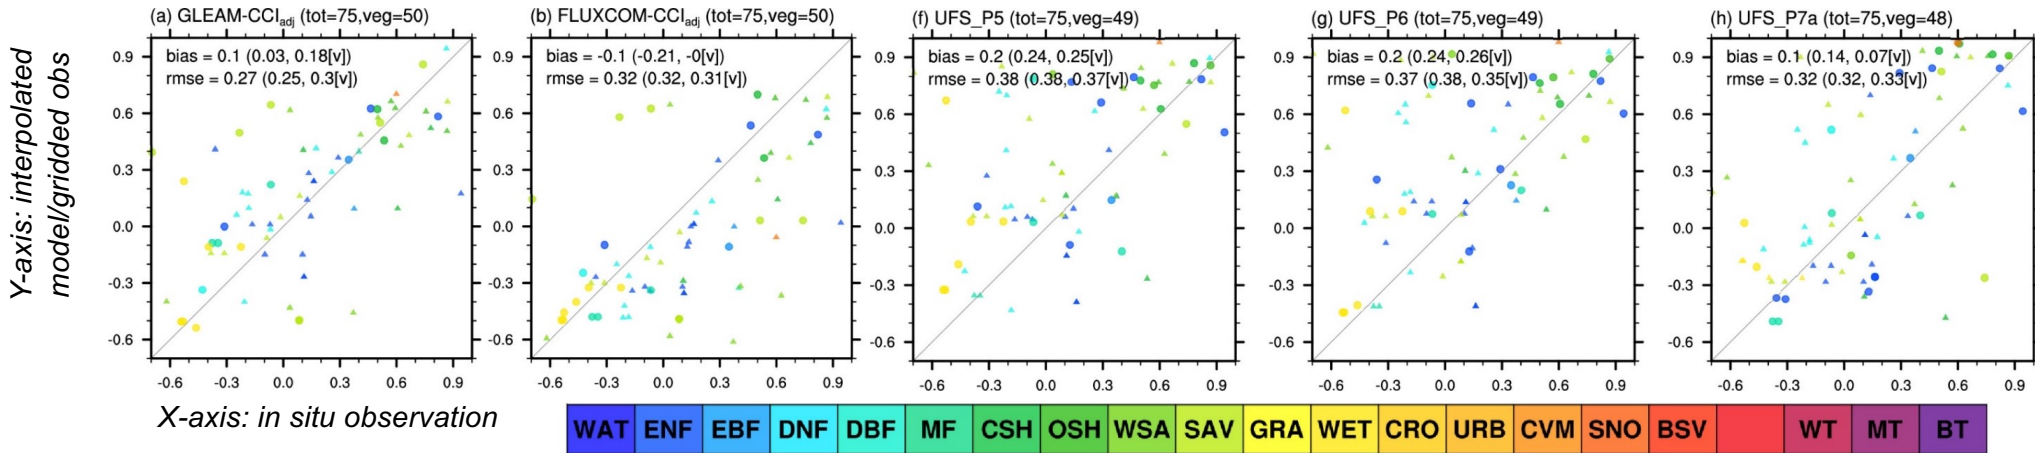 Y-axis: interpolated
model/gridded obs
(a) GLEAM-CCIadj (tot=75,veg=50)
bias = 0.1 (0.03, 0.18[v])
rmse = 0.27 (0.25, 0.3[v])
0.9
0.6
0.3
0.0
-0.3
-0.6
-0.6 -0.3 0.0 0.3 0.6 0.9
(b) FLUXCOM-CCIadj (tot=75,veg=50)
bias = -0.1 (-0.21, -0[v])
rmse = 0.32 (0.32, 0.31[v])
0.9
0.6
0.3
0.0
-0.3
-0.6
-0.6 -0.3 0.0 0.3 0.6 0.9
(f) UFS_P5 (tot=75,veg=49)
bias = 0.2 (0.24, 0.25[v])
rmse = 0.38 (0.38, 0.37[v])
0.9
0.6
0.3
0.0
-0.3
-0.6
-0.6 -0.3 0.0 0.3 0.6 0.9
(g) UFS_P6 (tot=75,veg=49)
bias = 0.2 (0.24, 0.26[v])
rmse = 0.37 (0.38, 0.35[v])
0.9
0.6
0.3
0.0
-0.3
-0.6
-0.6 -0.3 0.0 0.3 0.6 0.9
(h) UFS_P7a (tot=75,veg=48)
bias = 0.1 (0.14, 0.07[v])
rmse = 0.32 (0.32, 0.33[v])
0.9
0.6
0.3
0.0
-0.3
-0.6
-0.6 -0.3 0.0 0.3 0.6 0.9
X-axis: in situ observation
WAT ENF EBF DNF DBF MF CSH OSH WSA SAV GRA WET CRO URB CVM SNO BSV WT MT BT